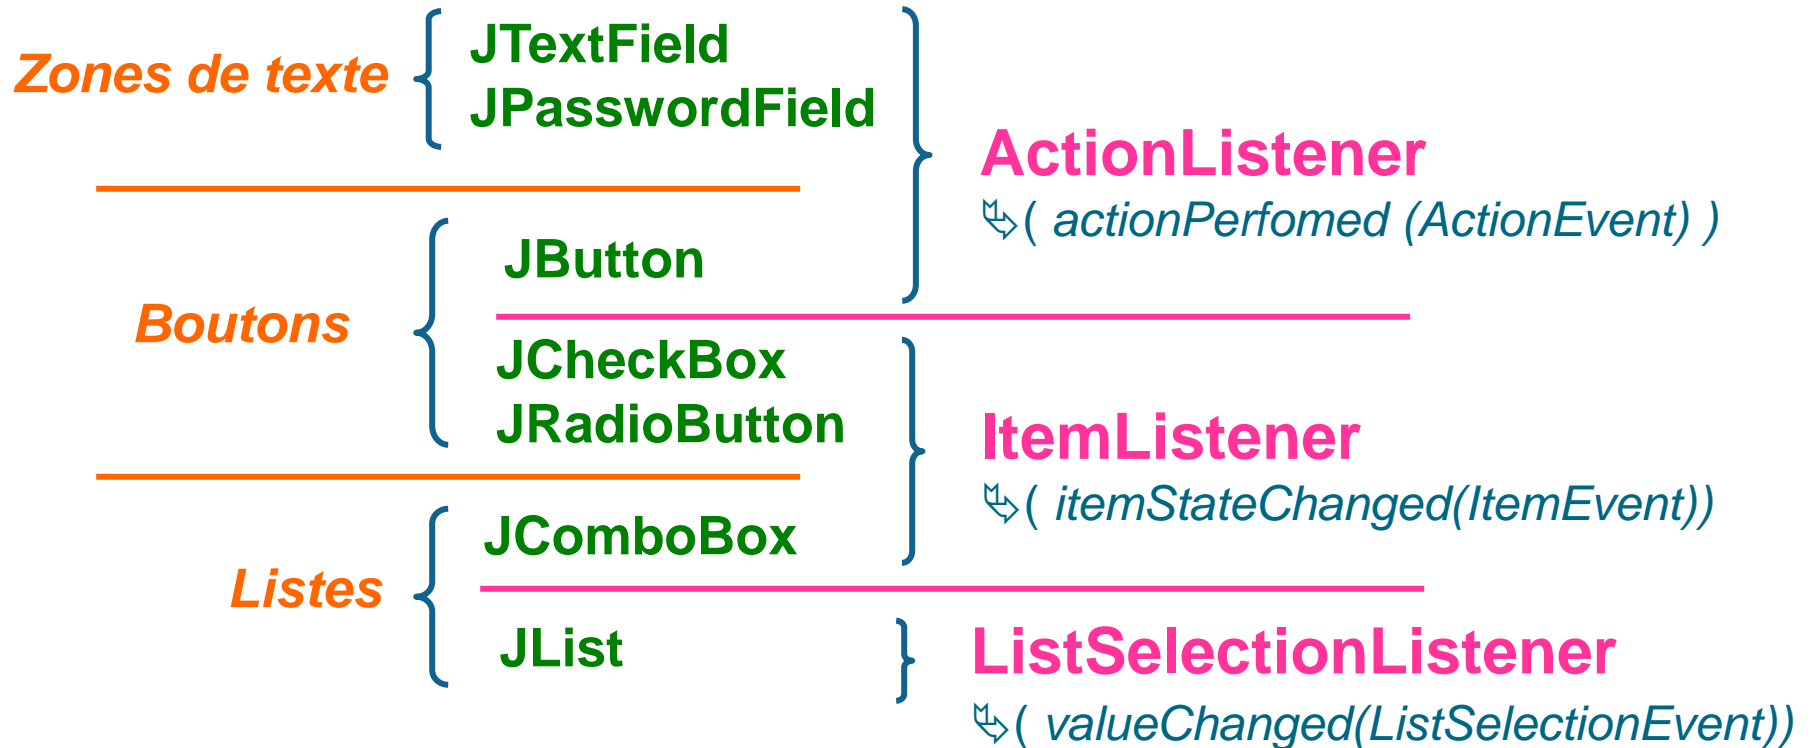 Zones de texte
JTextField
JPasswordField
ActionListener
( actionPerfomed (ActionEvent) )
Boutons
JButton
JCheckBox
JRadioButton
ItemListener
( itemStateChanged(ItemEvent))
Listes
JComboBox
JList
ListSelectionListener
( valueChanged(ListSelectionEvent))